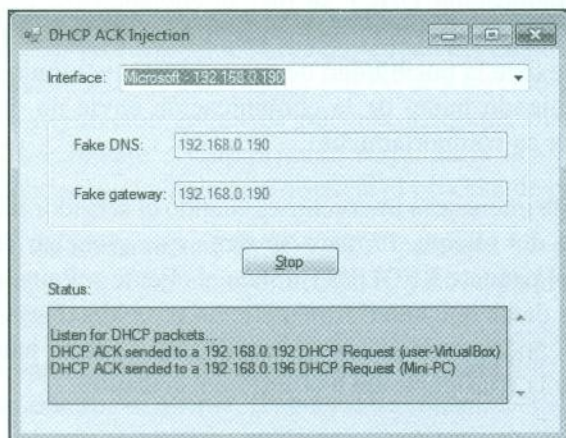 DHCP ACK Injection
Interface: Microsoft - 192.168.0.190
Fake DNS: 192.168.0.190
Fake gateway: 192.168.0.190
Stop
Status:
Listen for DHCP packets...
DHCP ACK sended to a 192.168.0.192 DHCP Request (user-VirtualBox)
DHCP ACK sended to a 192.168.0.196 DHCP Request (Mini-PC)